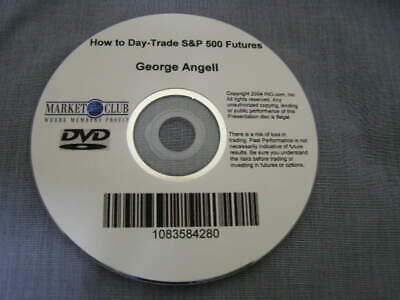 How to Day-Trade S&P 500 Futures
George Angell
MARKET CLUB
WHERE MEMBERS PROFIT
DVD
Copyright 2004 INO.com, Inc.
All rights reserved. Any
unauthorized copying, lending
or public performance of this
Presentation disc is illegal.
There is a risk of loss in
trading. Past Performance is not
necessarily indicative of future
results. Be sure you understand
the risks before trading or
investing in futures or options.
1083584280